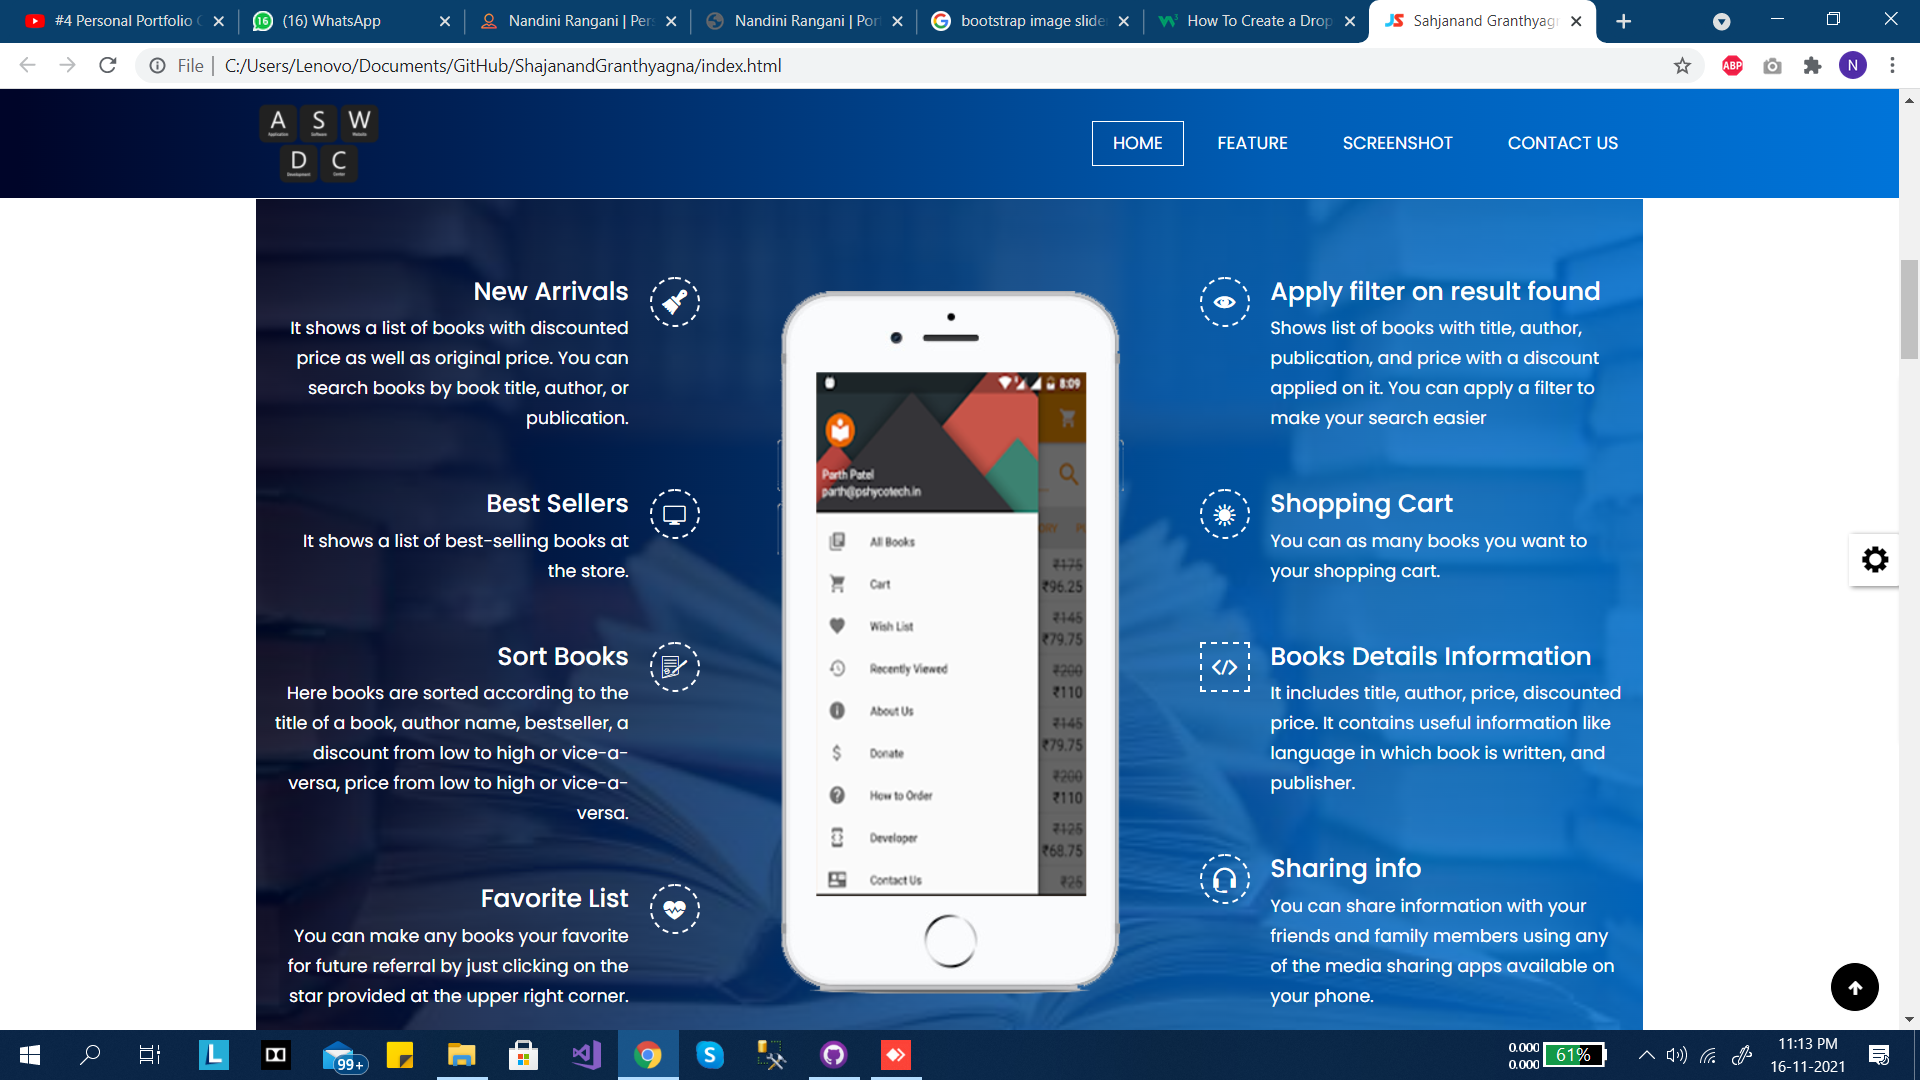 #4 Personal Portfolio
(16) WhatsApp
Nandini Rangani | Per
Nandini Rangani | Por
bootstrap image slide
How To Create a Drop
Sahjanand Granthyag
File | C:/Users/Lenovo/Documents/GitHub/ShajanandGranthyagna/index.html
ABP
N
A S W
D C
HOME
FEATURE
SCREENSHOT
CONTACT US
New Arrivals
It shows a list of books with discounted
price as well as original price. You can
search books by book title, author, or
publication.
Best Sellers
It shows a list of best-selling books at
the store.
Sort Books
Here books are sorted according to the
title of a book, author name, bestseller, a
discount from low to high or vice-a-
versa, price from low to high or vice-a-
versa.
Favorite List
You can make any books your favorite
for future referral by just clicking on the
star provided at the upper right corner.
8:09
Parth Patel
parth@pshycotech.in
All Books
Cart
Wish List
Recently Viewed
About Us
Donate
How to Order
Developer
Contact Us
₹175
₹96.25
₹145
₹79.75
₹200
₹110
₹145
₹79.75
₹200
₹110
₹125
₹68.75
₹25
Apply filter on result found
Shows list of books with title, author,
publication, and price with a discount
applied on it. You can apply a filter to
make your search easier
Shopping Cart
You can as many books you want to
your shopping cart.
Books Details Information
It includes title, author, price, discounted
price. It contains useful information like
language in which book is written, and
publisher.
Sharing info
You can share information with your
friends and family members using any
of the media sharing apps available on
your phone.
99+
0.000
0.000
61%
11:13 PM
16-11-2021